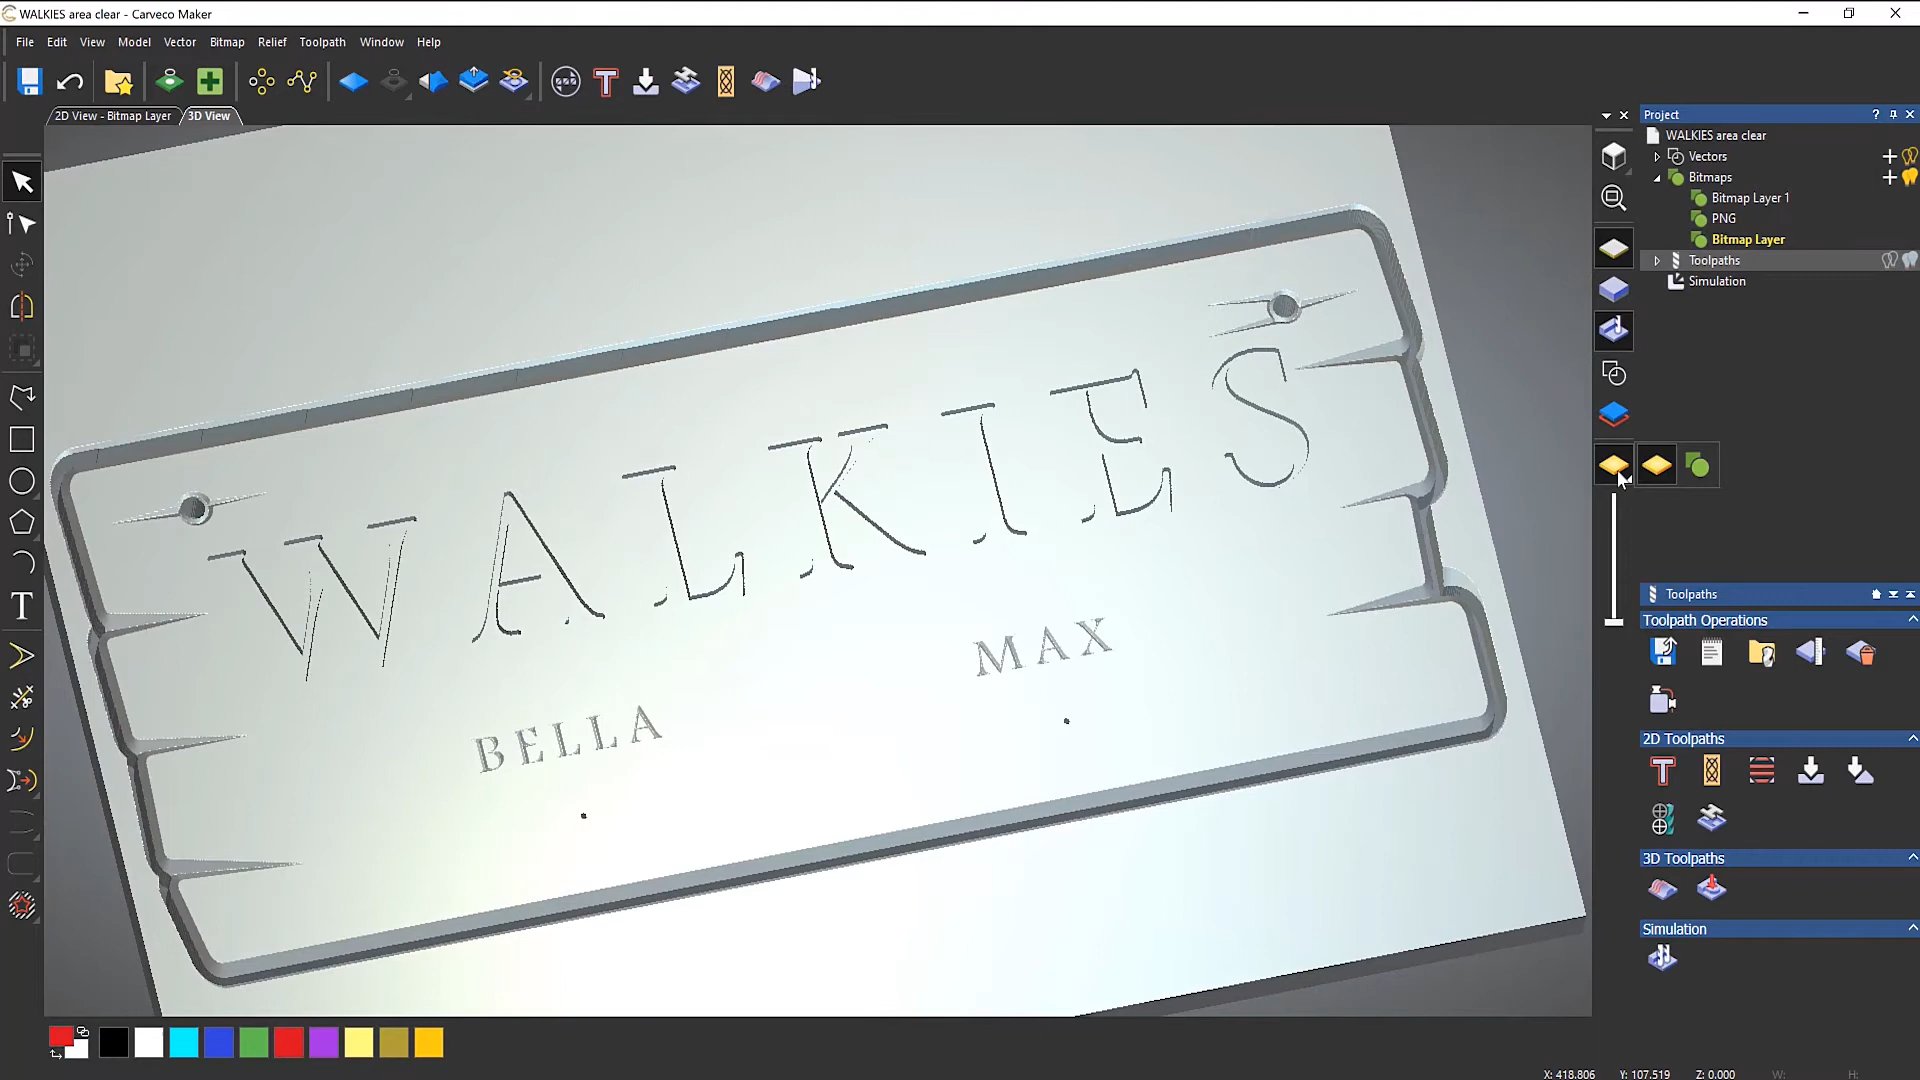 WALKIES area clear - Carveco Maker
File Edit View Model Vector Bitmap Relief Toolpath Window Help
2D View - Bitmap Layer 3D View
Project
WALKIES area clear
Vectors
Bitmaps
Bitmap Layer 1
PNG
Bitmap Layer
Toolpaths
Simulation
WALKIES
MAX
BELLA
Toolpaths
Toolpath Operations
2D Toolpaths
3D Toolpaths
Simulation
X: 418.806 Y: 107.519 Z: 0.000 W: H: